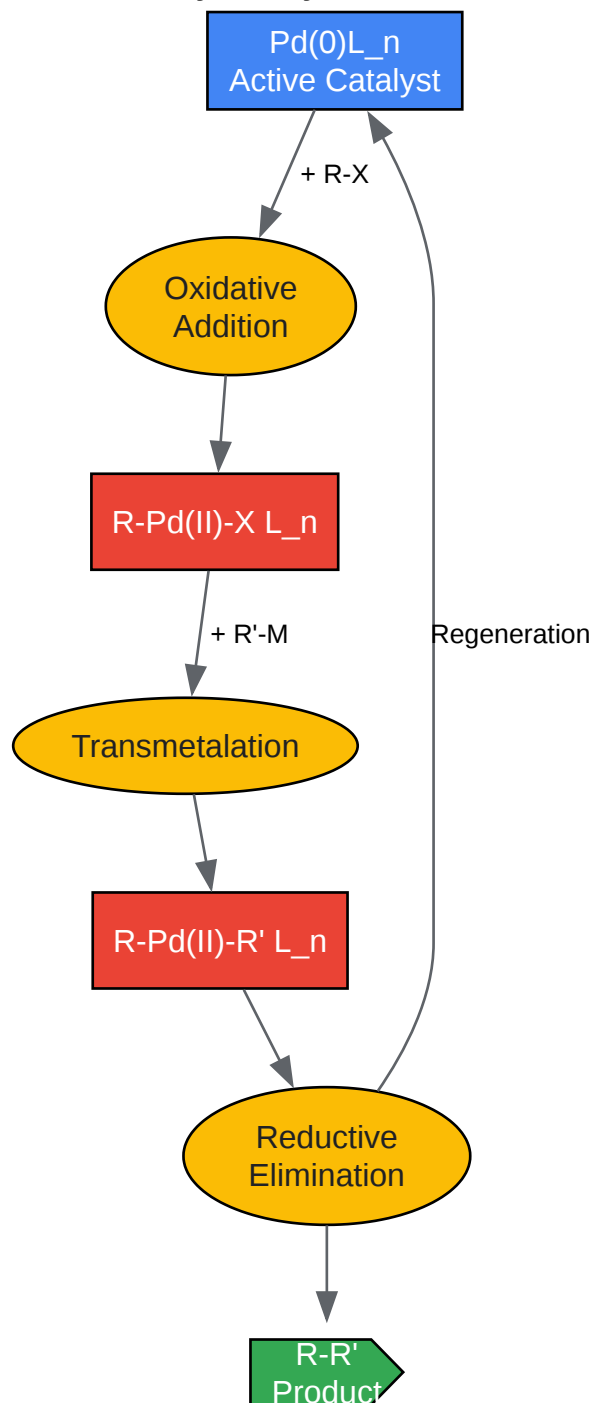 Pd(0)L_n
Active Catalyst
+ R-X
Oxidative
Addition
R-Pd(II)-X L_n
+ R'-M
Regeneration
Transmetalation
R-Pd(II)-R' L_n
Reductive
Elimination
R-R'
Product